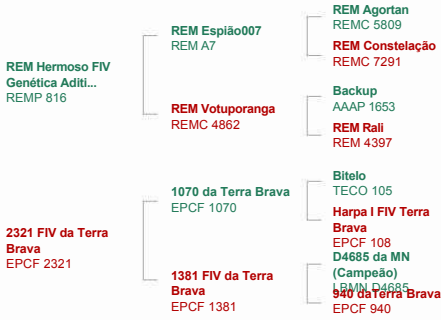 REM Agortan
REMC 5809
REM Espião007
REM A7
REM Constelação
REMC 7291
REM Hermoso FIV
Genética Aditi...
REMP 816
Backup
AAAP 1653
REM Votuporanga
REMC 4862
REM Rali
REM 4397
Bitelo
TECO 105
1070 da Terra Brava
EPCF 1070
Harpa I FIV Terra
Brava
EPCF 108
2321 FIV da Terra
Brava
EPCF 2321
D4685 da MN
(Campeão)
LBMN D4685
1381 FIV da Terra
Brava
EPCF 1381
940 daTerra Brava
EPCF 940